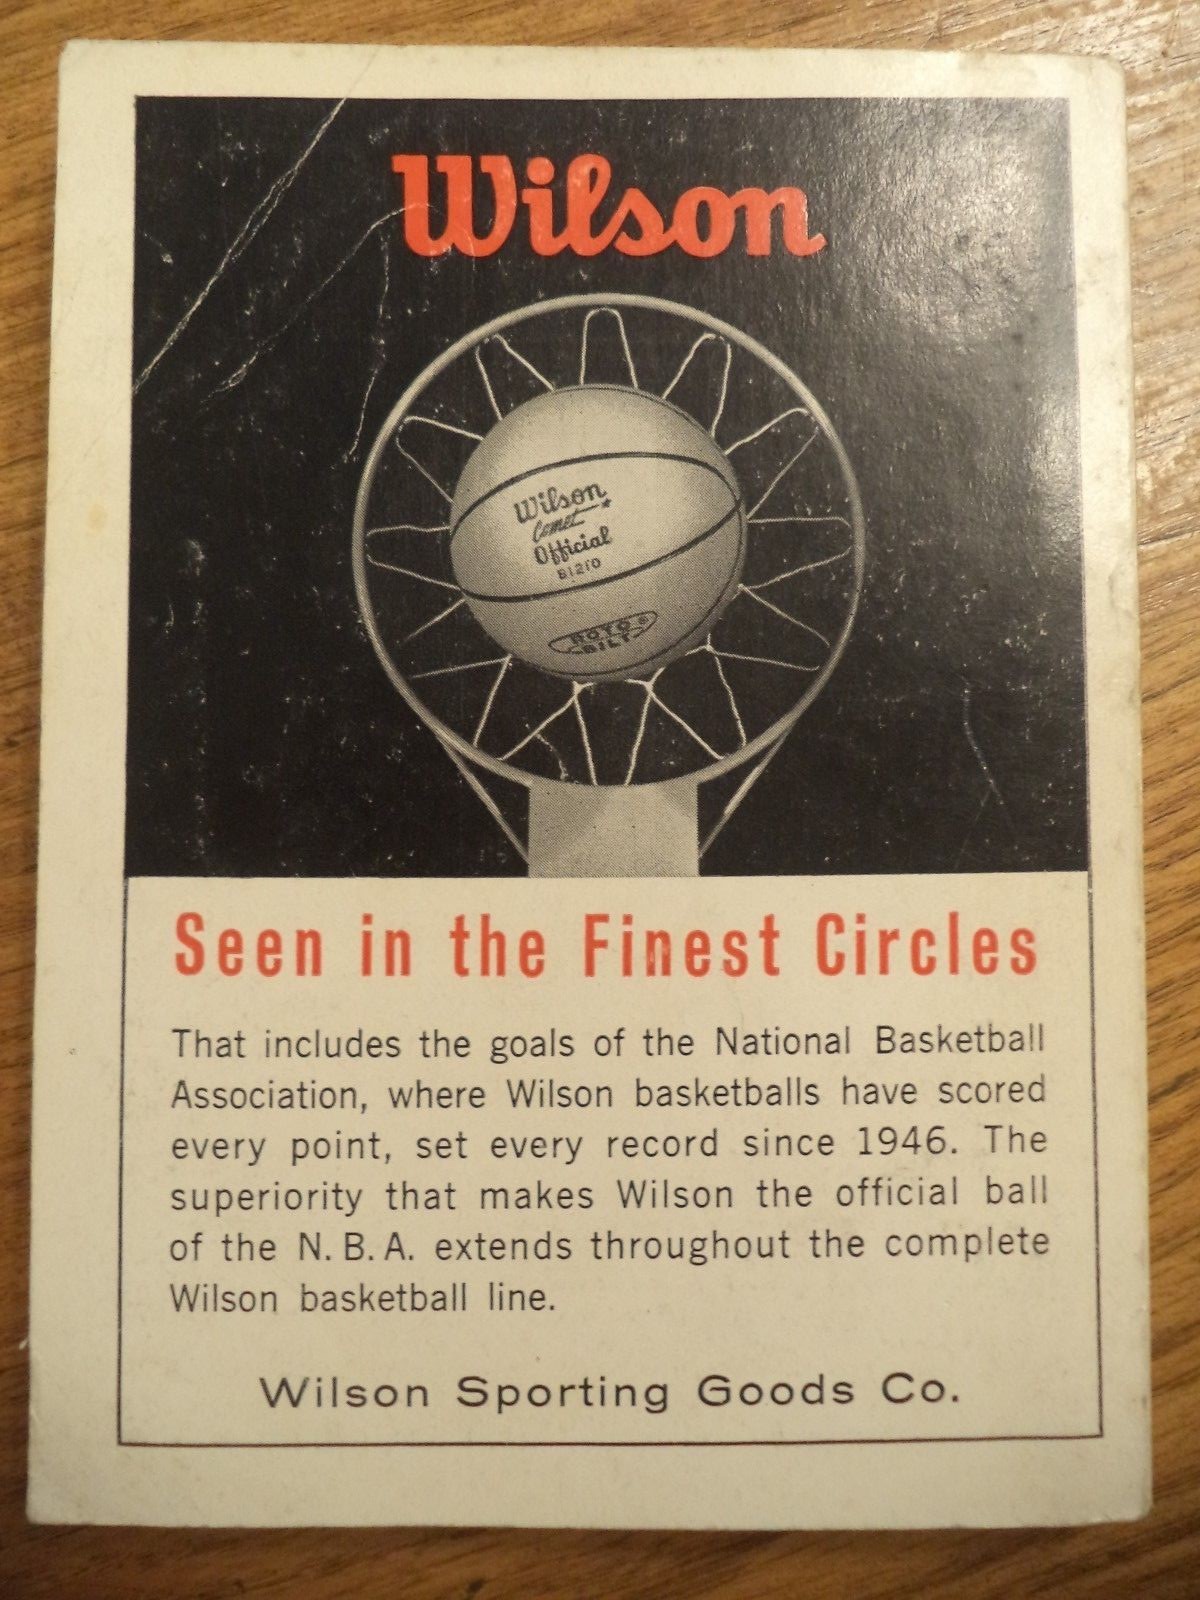 Wilson
Wilson
Comet
Official
B1210
ROYO
BILT
Seen in the Finest Circles
That includes the goals of the National Basketball
Association, where Wilson basketballs have scored
every point, set every record since 1946. The
superiority that makes Wilson the official ball
of the N. B. A. extends throughout the complete
Wilson basketball line.
Wilson Sporting Goods Co.